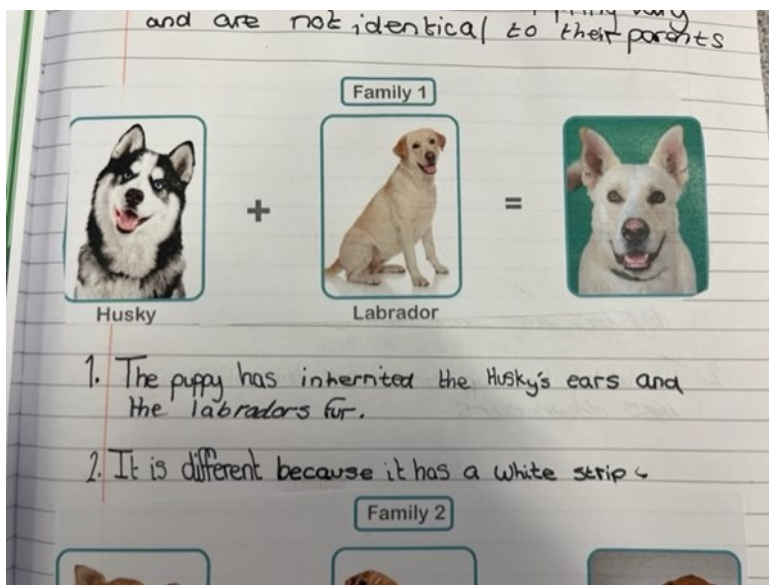 and are not identical to their parents
Family 1
+ =
Husky Labrador
1. The puppy has inhernited the Husky's ears and
the labradors fur.
2. It is different because it has a white strip
Family 2